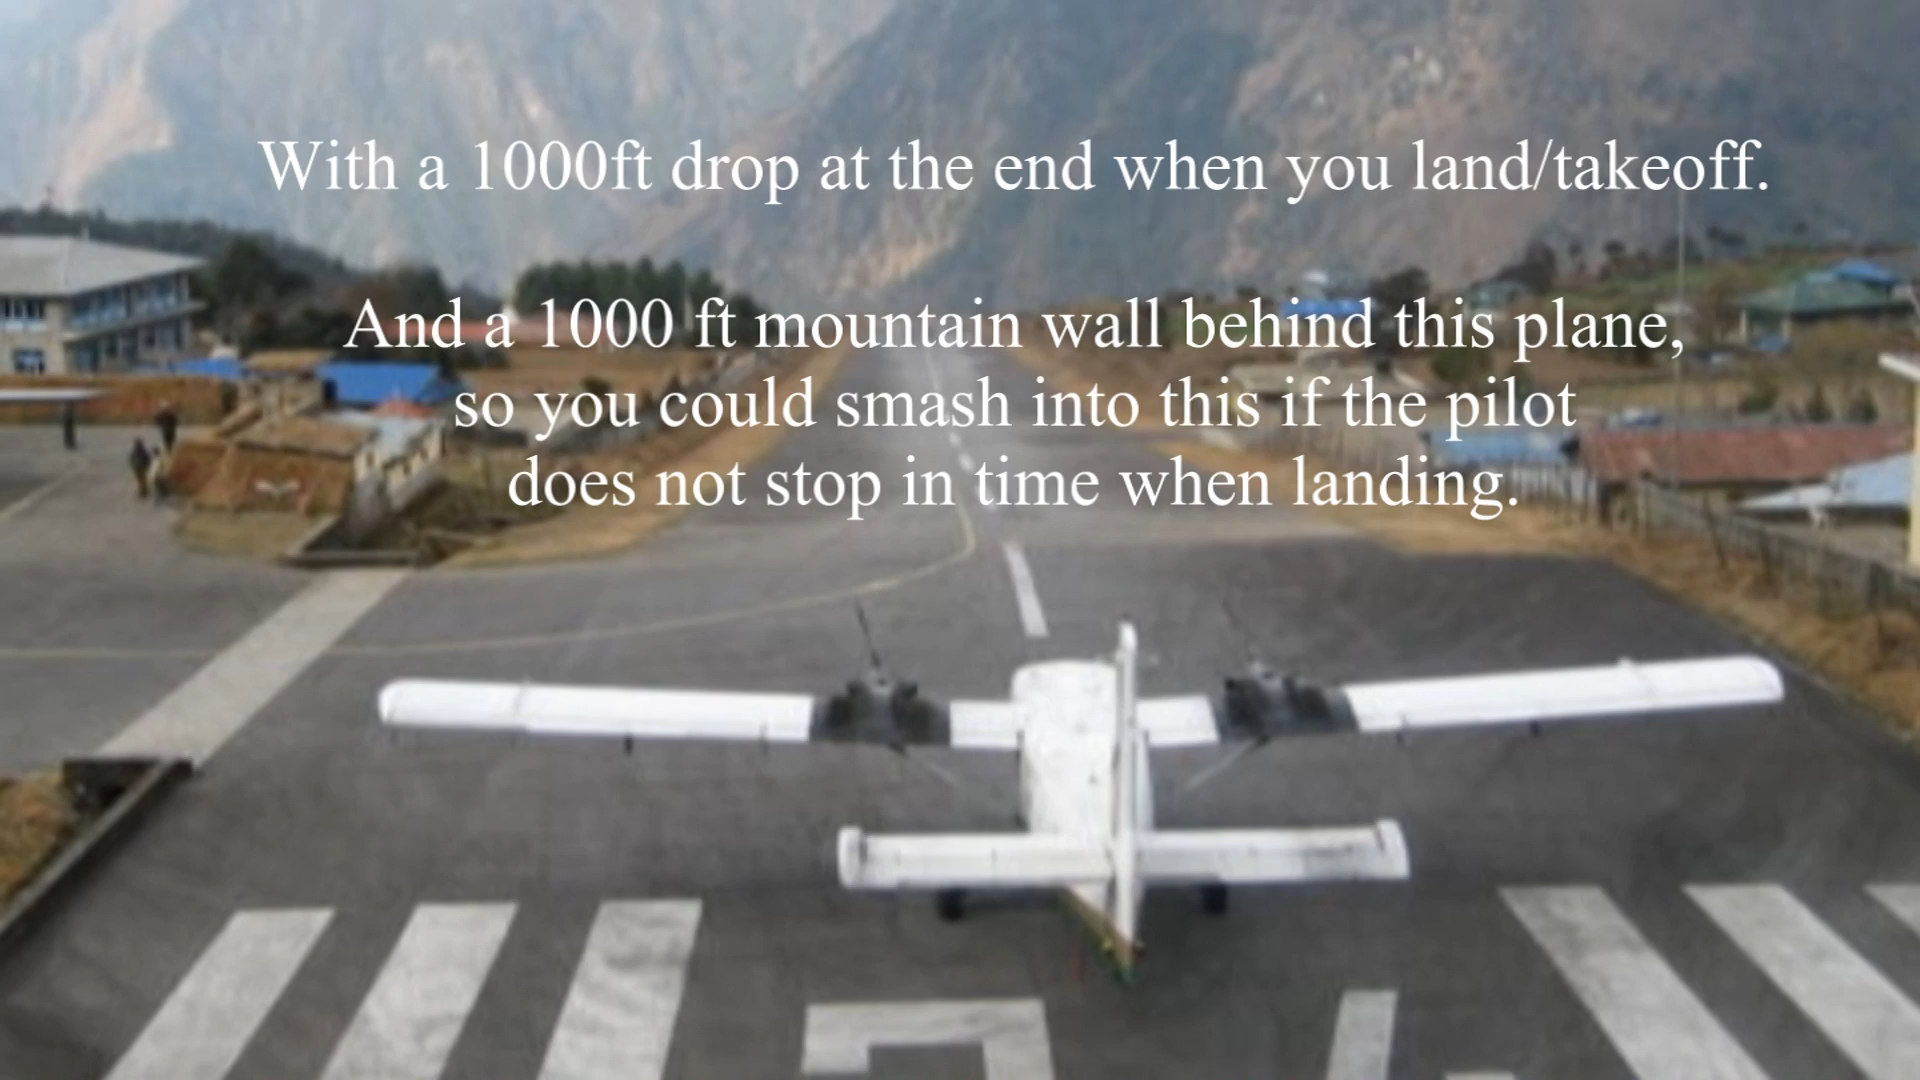 With a 1000ft drop at the end when you land/takeoff.
And a 1000 ft mountain wall behind this plane,
so you could smash into this if the pilot
does not stop in time when landing.